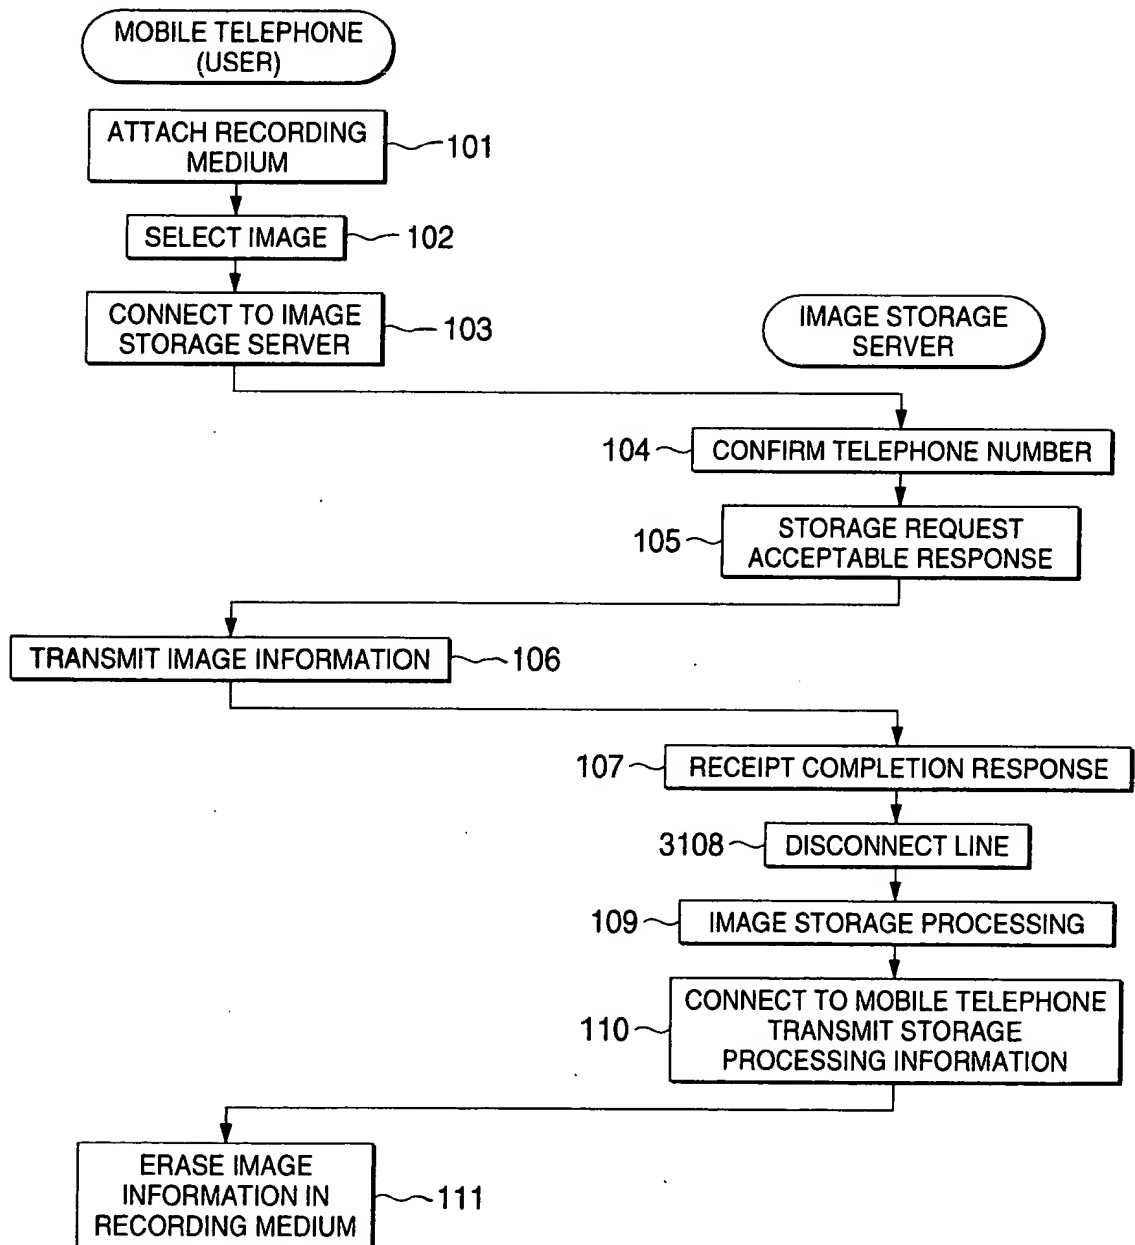 MOBILE TELEPHONE
(USER)
ATTACH RECORDING
MEDIUM
101
SELECT IMAGE
102
CONNECT TO IMAGE
STORAGE SERVER
103
IMAGE STORAGE
SERVER
104
CONFIRM TELEPHONE NUMBER
105
STORAGE REQUEST
ACCEPTABLE RESPONSE
TRANSMIT IMAGE INFORMATION
106
107
RECEIPT COMPLETION RESPONSE
3108
DISCONNECT LINE
109
IMAGE STORAGE PROCESSING
110
CONNECT TO MOBILE TELEPHONE
TRANSMIT STORAGE
PROCESSING INFORMATION
ERASE IMAGE
INFORMATION IN
RECORDING MEDIUM
111